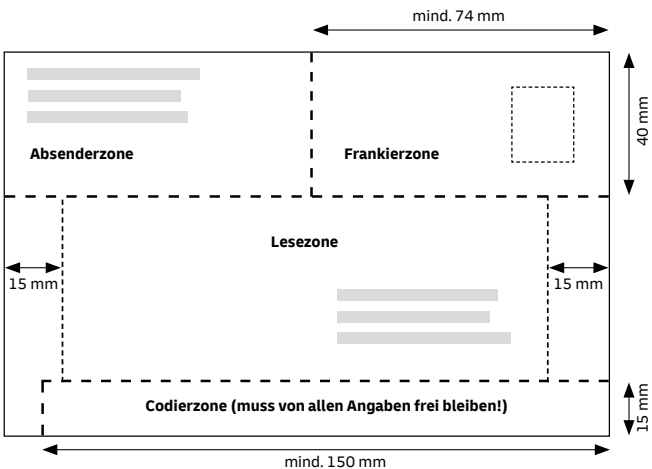 mind. 74 mm
40 mm
Absenderzone
Frankierzone
Lesezone
15 mm
15 mm
Codierzone (muss von allen Angaben frei bleiben!)
15 mm
mind. 150 mm